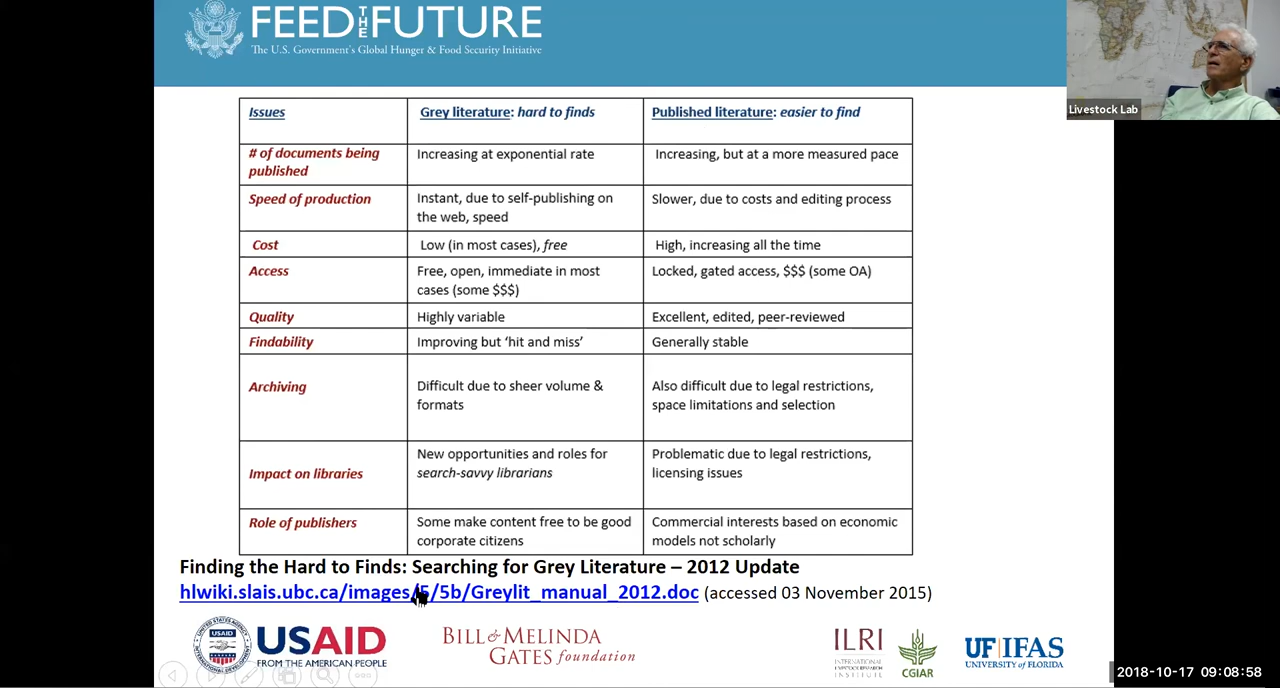 FEED THE FUTURE
The U.S. Government's Global Hunger & Food Security Initiative
Livestock Lab
Issues
Grey literature: hard to finds
Published literature: easier to find
# of documents being
published
Increasing at exponential rate
Increasing, but at a more measured pace
Speed of production
Instant, due to self-publishing on
the web, speed
Slower, due to costs and editing process
Cost
Low (in most cases), free
High, increasing all the time
Access
Free, open, immediate in most
cases (some $$$)
Locked, gated access, $$$ (some OA)
Quality
Highly variable
Excellent, edited, peer-reviewed
Findability
Improving but ‘hit and miss’
Generally stable
Archiving
Difficult due to sheer volume &
formats
Also difficult due to legal restrictions,
space limitations and selection
Impact on libraries
New opportunities and roles for
search-savvy librarians
Problematic due to legal restrictions,
licensing issues
Role of publishers
Some make content free to be good
corporate citizens
Commercial interests based on economic
models not scholarly
Finding the Hard to Finds: Searching for Grey Literature – 2012 Update
hlwiki.slais.ubc.ca/images/5/5b/Greylit_manual_2012.doc (accessed 03 November 2015)
USAID
USAID
FROM THE AMERICAN PEOPLE
BILL & MELINDA
GATES foundation
ILRI
INTERNATIONAL
LIVESTOCK RESEARCH
INSTITUTE
CGIAR
UF IFAS
UNIVERSITY of FLORIDA
2018-10-17 09:08:58